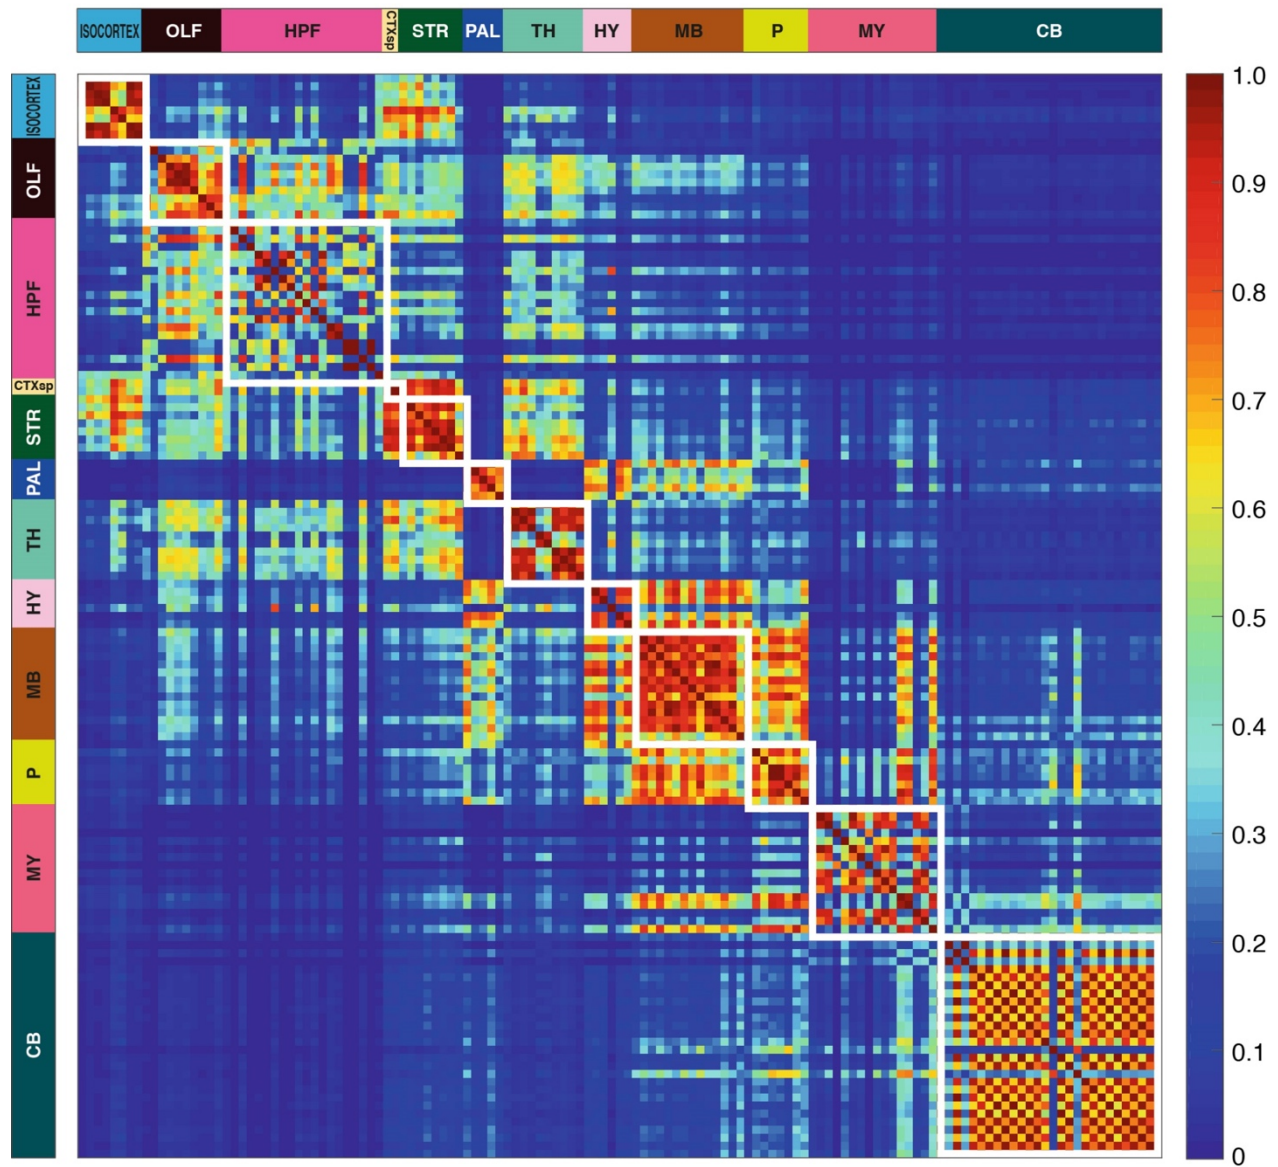 ISOCORTEX OLF HPF CTXsp STR PAL TH HY MB P MY CB
ISOCORTEX
OLF
HPF
CTXsp
STR
PAL
TH
HY
MB
P
MY
CB
1.0
0.9
0.8
0.7
0.6
0.5
0.4
0.3
0.2
0.1
0